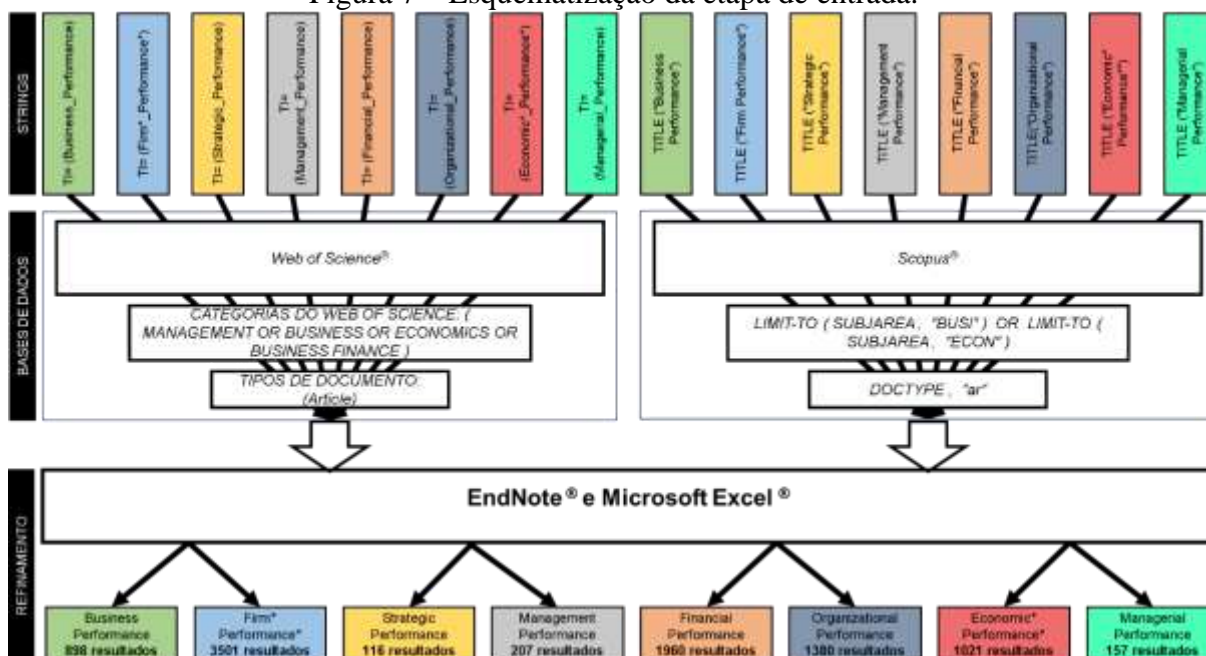 Figura 7 – Esquematização da etapa de entrada.
STRINGS
TI= (Business_Performance)
TI= (Firm*_Performance*)
TI= (Strategic_Performance)
TI=
(Management_Performance)
TI= (Financial_Performance)
TI=
(Organizational_Performance)
TI=
(Economic*_Performance*)
TI=
(Managerial_Performance)
TITLE ("Business
Performance")
TITLE ("Firm Performance")
TITLE ("Strategic
Performance")
TITLE ("Management
Performance")
TITLE ("Financial
Performance")
TITLE("Organizational
Performance")
TITLE ("Economic*
Performance*")
TITLE ("Managerial
Performance")
BASES DE DADOS
Web of Science®
CATEGORIAS DO WEB OF SCIENCE: (
MANAGEMENT OR BUSINESS OR ECONOMICS OR
BUSINESS FINANCE )
TIPOS DE DOCUMENTO:
(Article)
Scopus®
LIMIT-TO ( SUBJAREA , "BUSI" ) OR LIMIT-TO (
SUBJAREA , "ECON" )
DOCTYPE , "ar"
REFINAMENTO
EndNote ® e Microsoft Excel ®
Business
Performance
898 resultados
Firm*
Performance*
3501 resultados
Strategic
Performance
116 resultados
Management
Performance
207 resultados
Financial
Performance
1960 resultados
Organizational
Performance
1380 resultados
Economic*
Performance*
1021 resultados
Managerial
Performance
157 resultados